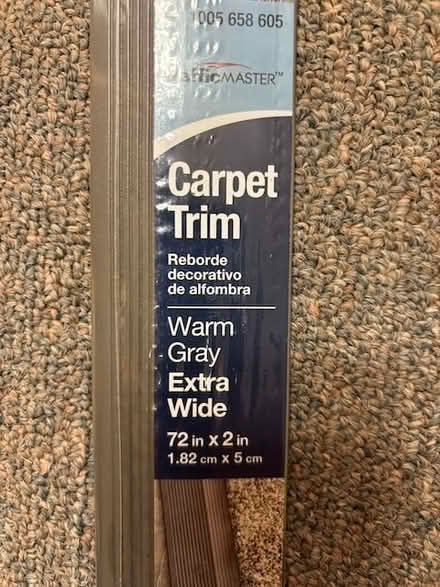 1005 658 605
TrafficMASTER™
Carpet
Trim
Reborde
decorativo
de alfombra
Warm
Gray
Extra
Wide
72 in x 2 in
1.82 cm x 5 cm